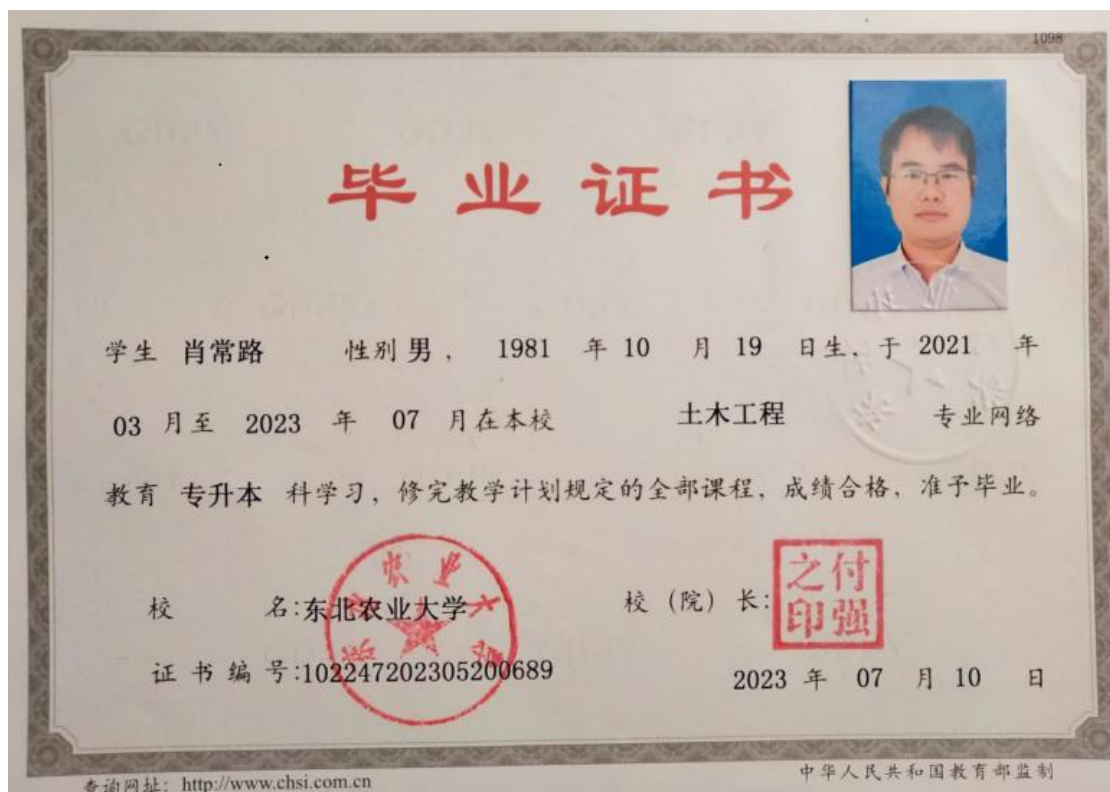 1098
毕业证书
学生 肖常路 性别 男， 1981 年 10 月 19 日生，于 2021 年
03 月至 2023 年 07 月在本校 土木工程 专业网络
教育 专升本 科学习，修完教学计划规定的全部课程，成绩合格，准予毕业。
校 名：东北农业大学 校（院）长：
东北农业大学
之付
印强
证书编号：102247202305200689
2023 年 07 月 10 日
查询网址：http://www.chsi.com.cn
中华人民共和国教育部监制